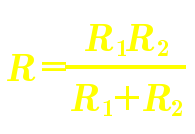 R = R₁R₂ / R₁+R₂